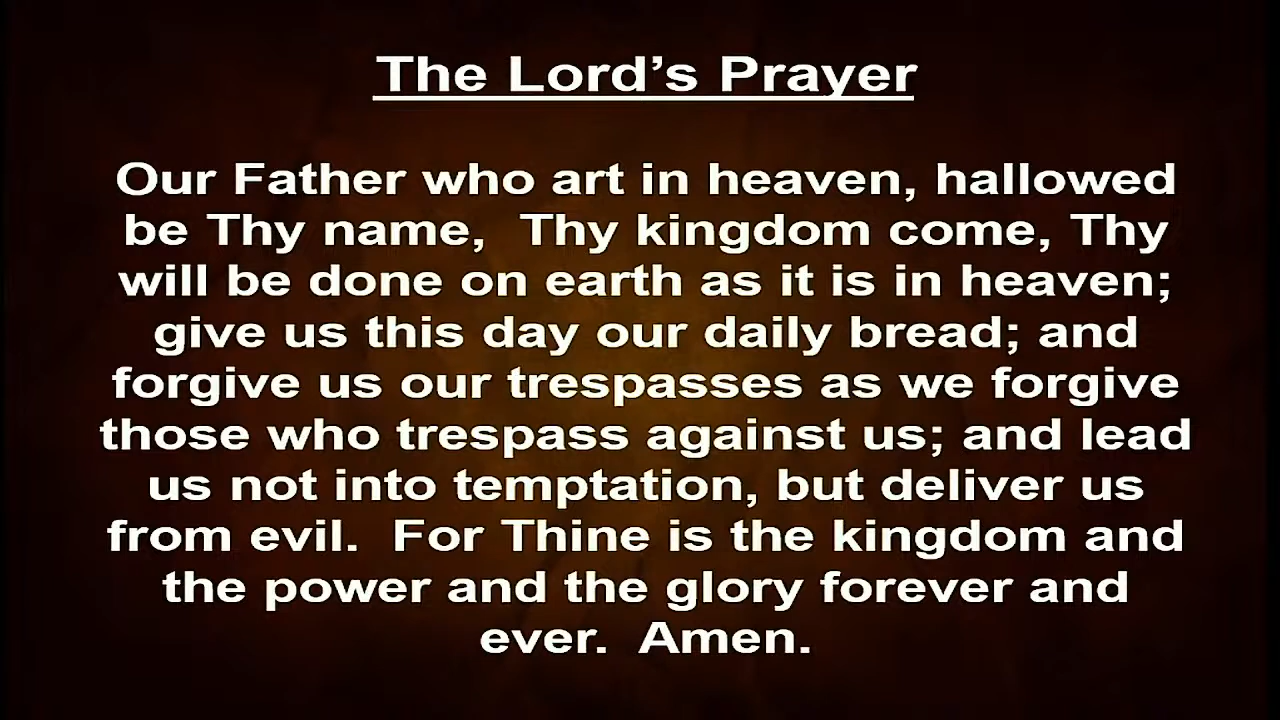 The Lord’s Prayer
Our Father who art in heaven, hallowed
be Thy name,  Thy kingdom come, Thy
will be done on earth as it is in heaven;
give us this day our daily bread; and
forgive us our trespasses as we forgive
those who trespass against us; and lead
us not into temptation, but deliver us
from evil.  For Thine is the kingdom and
the power and the glory forever and
ever.  Amen.